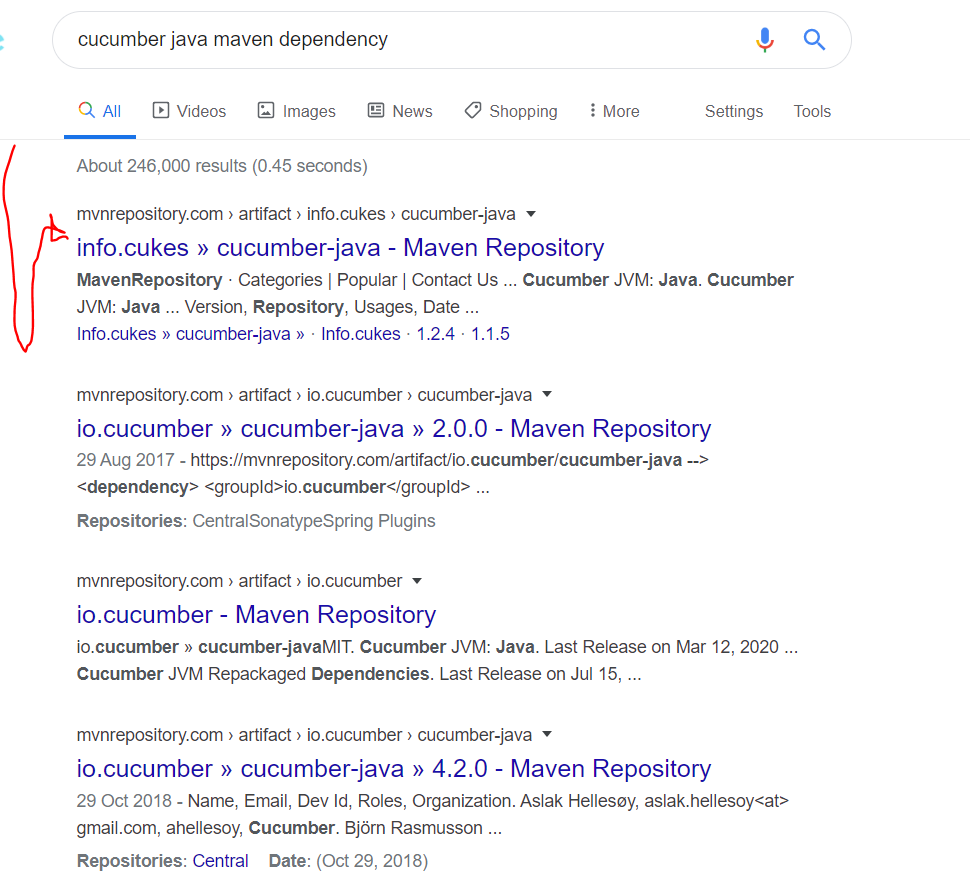 cucumber java maven dependency
All Videos Images News Shopping More Settings Tools
About 246,000 results (0.45 seconds)
mvnrepository.com › artifact › info.cukes › cucumber-java
info.cukes » cucumber-java - Maven Repository
MavenRepository · Categories | Popular | Contact Us ... Cucumber JVM: Java. Cucumber
JVM: Java ... Version, Repository, Usages, Date ...
Info.cukes » cucumber-java » · Info.cukes · 1.2.4 · 1.1.5
mvnrepository.com › artifact › io.cucumber › cucumber-java
io.cucumber » cucumber-java » 2.0.0 - Maven Repository
29 Aug 2017 - https://mvnrepository.com/artifact/io.cucumber/cucumber-java -->
<dependency> <groupId>io.cucumber</groupId> ...
Repositories: CentralSonatypeSpring Plugins
mvnrepository.com › artifact › io.cucumber
io.cucumber - Maven Repository
io.cucumber » cucumber-javaMIT. Cucumber JVM: Java. Last Release on Mar 12, 2020 ...
Cucumber JVM Repackaged Dependencies. Last Release on Jul 15, ...
mvnrepository.com › artifact › io.cucumber › cucumber-java
io.cucumber » cucumber-java » 4.2.0 - Maven Repository
29 Oct 2018 - Name, Email, Dev Id, Roles, Organization. Aslak Hellesøy, aslak.hellesoy<at>
gmail.com, ahellesoy, Cucumber. Björn Rasmusson ...
Repositories: Central Date: (Oct 29, 2018)